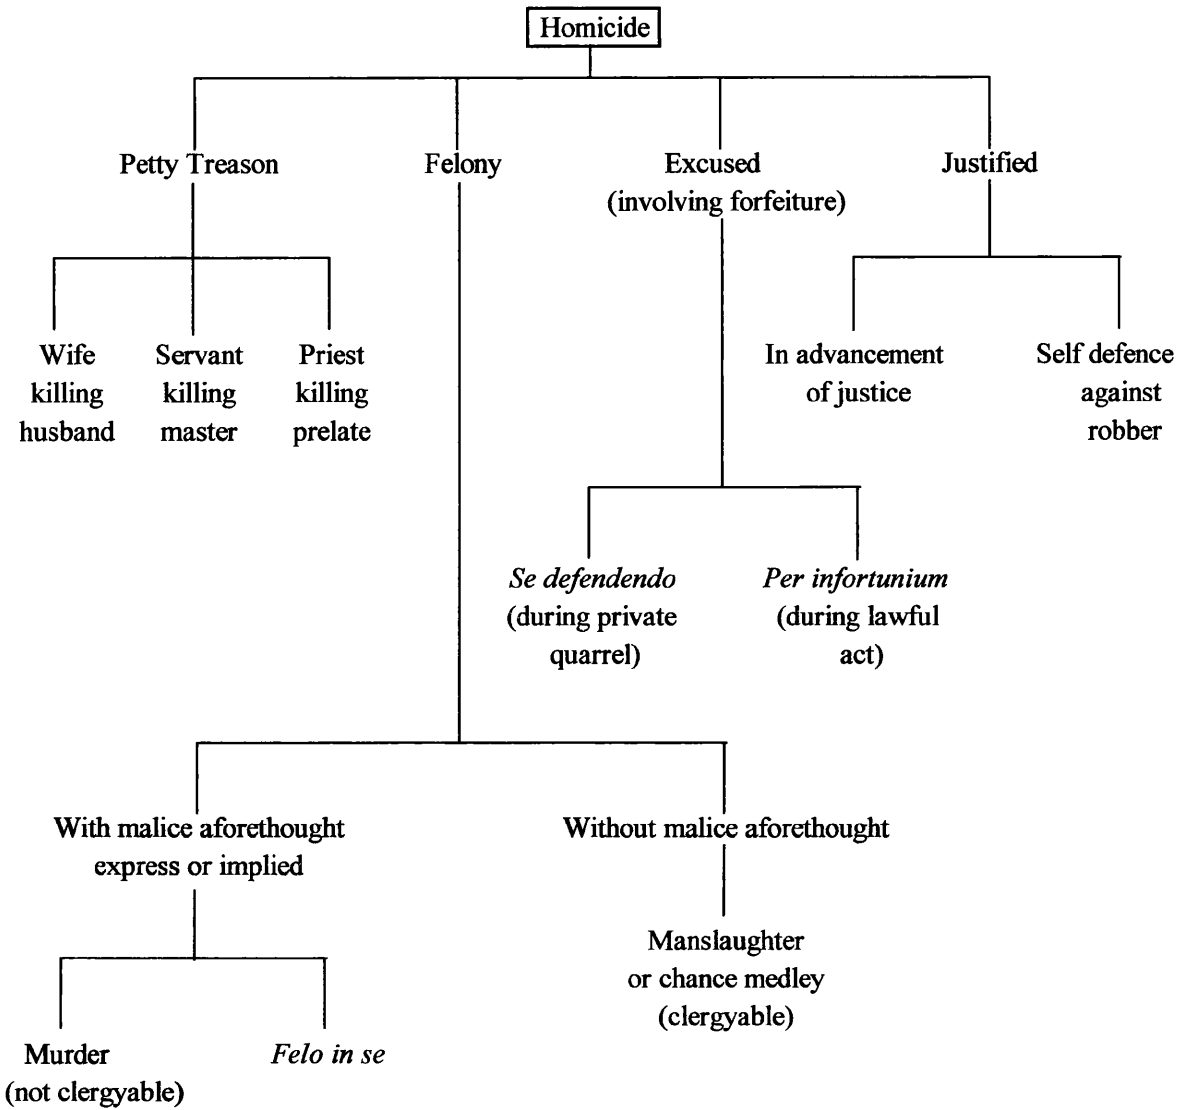 Homicide
Petty Treason
Felony
Excused
(involving forfeiture)
Justified
Wife
killing
husband
Servant
killing
master
Priest
killing
prelate
In advancement
of justice
Self defence
against
robber
Se defendendo
(during private
quarrel)
Per infortunium
(during lawful
act)
With malice aforethought
express or implied
Without malice aforethought
Manslaughter
or chance medley
(clergyable)
Murder
(not clergyable)
Felo in se